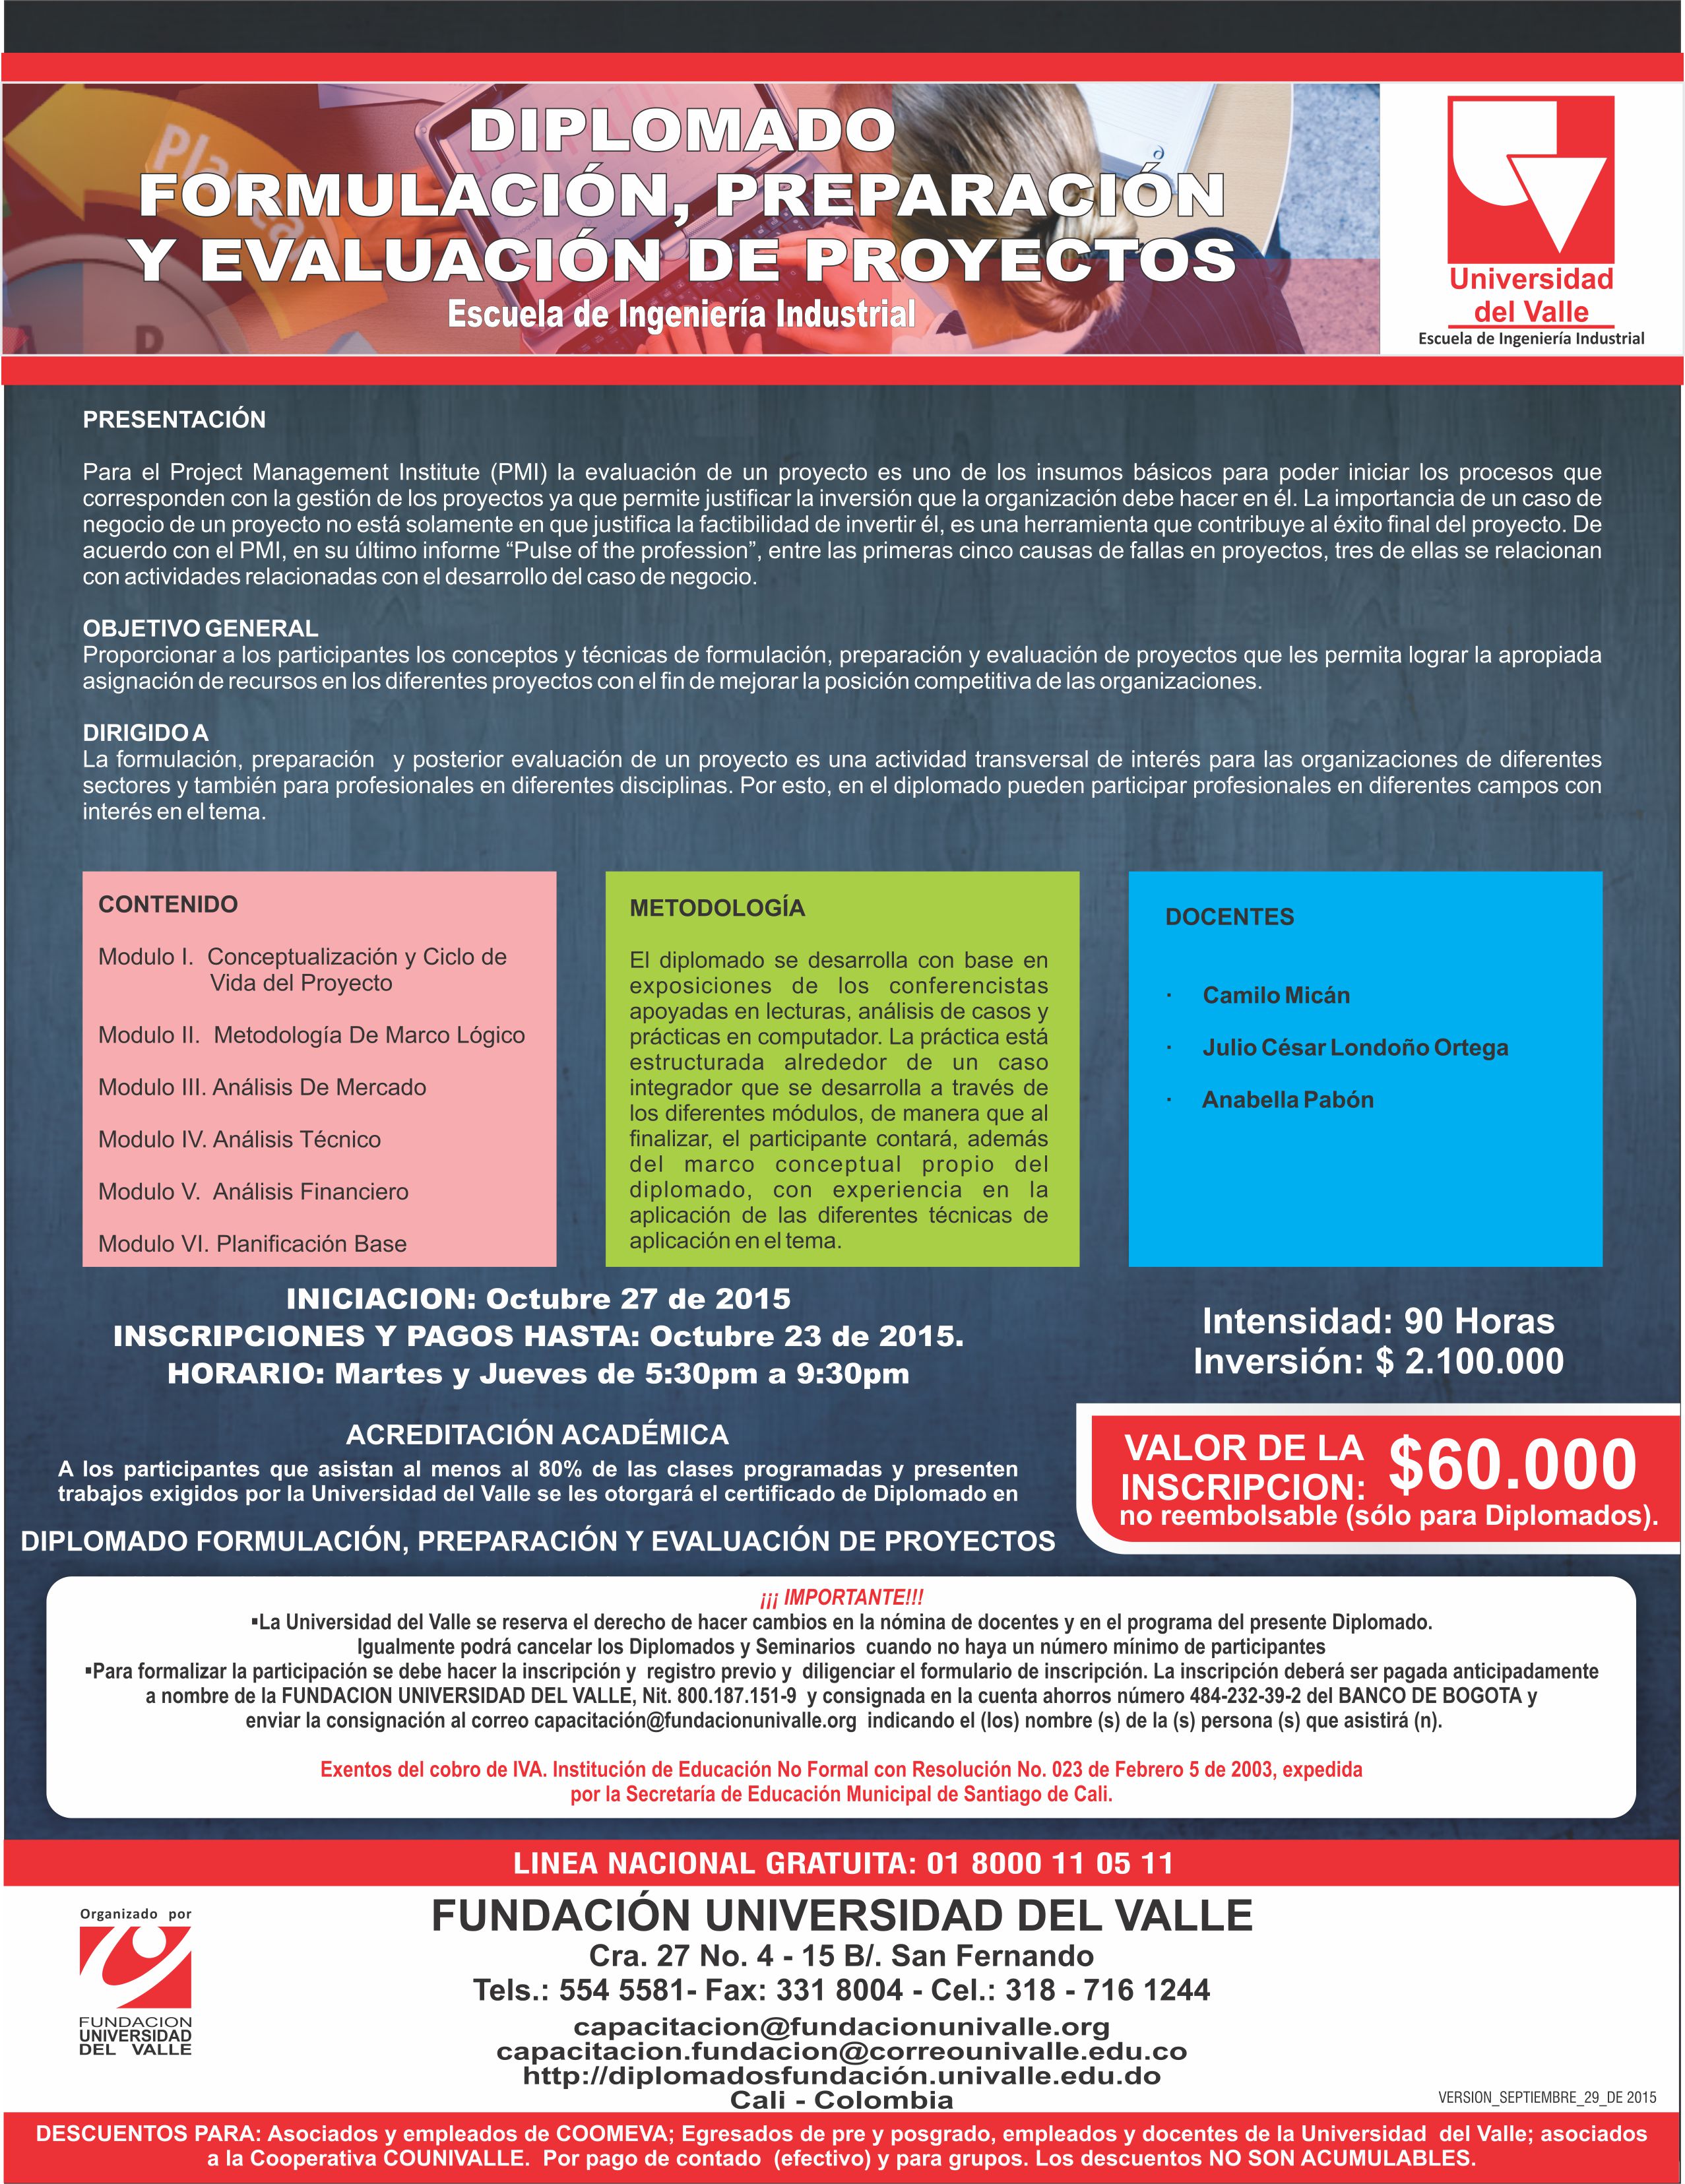 DIPLOMADO
FORMULACIÓN, PREPARACIÓN
Y EVALUACIÓN DE PROYECTOS
Escuela de Ingeniería Industrial
Universidad
del Valle
Escuela de Ingeniería Industrial
PRESENTACIÓN
Para el Project Management Institute (PMI) la evaluación de un proyecto es uno de los insumos básicos para poder iniciar los procesos que
corresponden con la gestión de los proyectos ya que permite justificar la inversión que la organización debe hacer en él. La importancia de un caso de
negocio de un proyecto no está solamente en que justifica la factibilidad de invertir él, es una herramienta que contribuye al éxito final del proyecto. De
acuerdo con el PMI, en su último informe “Pulse of the profession”, entre las primeras cinco causas de fallas en proyectos, tres de ellas se relacionan
con actividades relacionadas con el desarrollo del caso de negocio.
OBJETIVO GENERAL
Proporcionar a los participantes los conceptos y técnicas de formulación, preparación y evaluación de proyectos que les permita lograr la apropiada
asignación de recursos en los diferentes proyectos con el fin de mejorar la posición competitiva de las organizaciones.
DIRIGIDO A
La formulación, preparación y posterior evaluación de un proyecto es una actividad transversal de interés para las organizaciones de diferentes
sectores y también para profesionales en diferentes disciplinas. Por esto, en el diplomado pueden participar profesionales en diferentes campos con
interés en el tema.
CONTENIDO
Modulo I. Conceptualización y Ciclo de
Vida del Proyecto
Modulo II. Metodología De Marco Lógico
Modulo III. Análisis De Mercado
Modulo IV. Análisis Técnico
Modulo V. Análisis Financiero
Modulo VI. Planificación Base
METODOLOGÍA
El diplomado se desarrolla con base en
exposiciones de los conferencistas
apoyadas en lecturas, análisis de casos y
prácticas en computador. La práctica está
estructurada alrededor de un caso
integrador que se desarrolla a través de
los diferentes módulos, de manera que al
finalizar, el participante contará, además
del marco conceptual propio del
diplomado, con experiencia en la
aplicación de las diferentes técnicas de
aplicación en el tema.
DOCENTES
· Camilo Micán
· Julio César Londoño Ortega
· Anabella Pabón
INICIACION: Octubre 27 de 2015
INSCRIPCIONES Y PAGOS HASTA: Octubre 23 de 2015.
HORARIO: Martes y Jueves de 5:30pm a 9:30pm
Intensidad: 90 Horas
Inversión: $ 2.100.000
ACREDITACIÓN ACADÉMICA
A los participantes que asistan al menos al 80% de las clases programadas y presenten
trabajos exigidos por la Universidad del Valle se les otorgará el certificado de Diplomado en
DIPLOMADO FORMULACIÓN, PREPARACIÓN Y EVALUACIÓN DE PROYECTOS
VALOR DE LA
INSCRIPCION: $60.000
no reembolsable (sólo para Diplomados).
¡¡¡ IMPORTANTE!!!
▪La Universidad del Valle se reserva el derecho de hacer cambios en la nómina de docentes y en el programa del presente Diplomado.
Igualmente podrá cancelar los Diplomados y Seminarios cuando no haya un número mínimo de participantes
▪Para formalizar la participación se debe hacer la inscripción y registro previo y diligenciar el formulario de inscripción. La inscripción deberá ser pagada anticipadamente
a nombre de la FUNDACION UNIVERSIDAD DEL VALLE, Nit. 800.187.151-9 y consignada en la cuenta ahorros número 484-232-39-2 del BANCO DE BOGOTA y
enviar la consignación al correo capacitación@fundacionunivalle.org indicando el (los) nombre (s) de la (s) persona (s) que asistirá (n).
Exentos del cobro de IVA. Institución de Educación No Formal con Resolución No. 023 de Febrero 5 de 2003, expedida
por la Secretaría de Educación Municipal de Santiago de Cali.
LINEA NACIONAL GRATUITA: 01 8000 11 05 11
Organizado por
FUNDACION
UNIVERSIDAD
DEL VALLE
FUNDACIÓN UNIVERSIDAD DEL VALLE
Cra. 27 No. 4 - 15 B/. San Fernando
Tels.: 554 5581- Fax: 331 8004 - Cel.: 318 - 716 1244
capacitacion@fundacionunivalle.org
capacitacion.fundacion@correounivalle.edu.co
http://diplomadosfundación.univalle.edu.do
Cali - Colombia
VERSION_SEPTIEMBRE_29_DE 2015
DESCUENTOS PARA: Asociados y empleados de COOMEVA; Egresados de pre y posgrado, empleados y docentes de la Universidad del Valle; asociados
a la Cooperativa COUNIVALLE. Por pago de contado (efectivo) y para grupos. Los descuentos NO SON ACUMULABLES.